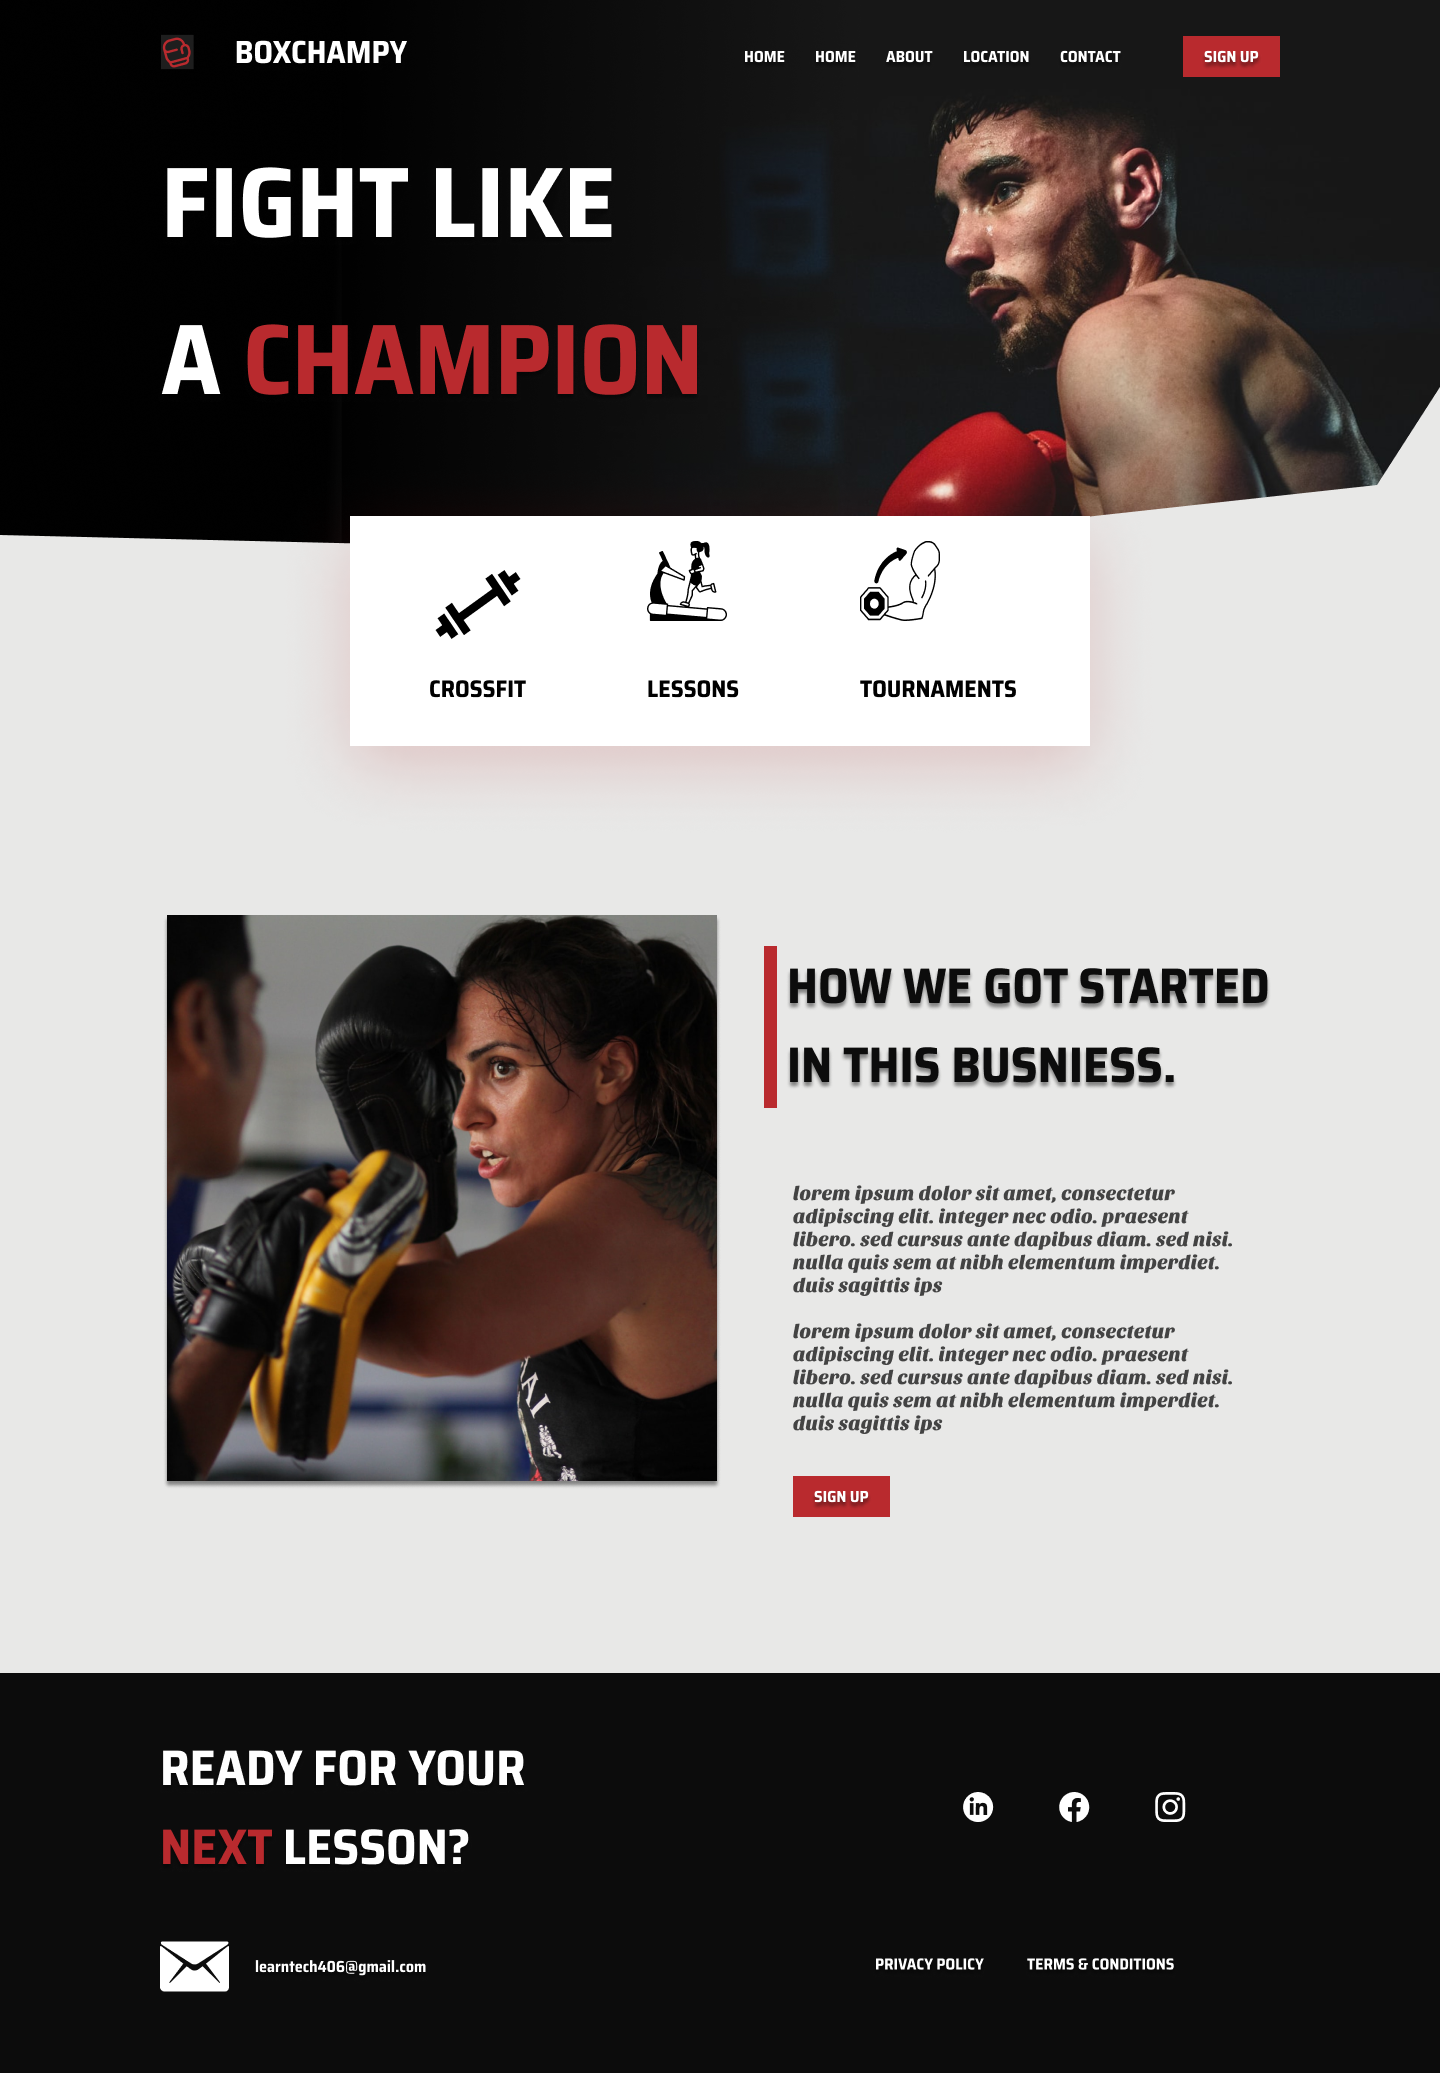 BOXCHAMPY
HOME HOME ABOUT LOCATION CONTACT SIGN UP
FIGHT LIKE
A CHAMPION
CROSSFIT LESSONS TOURNAMENTS
HOW WE GOT STARTED
IN THIS BUSNIESS.
lorem ipsum dolor sit amet, consectetur
adipiscing elit. integer nec odio. praesent
libero. sed cursus ante dapibus diam. sed nisi.
nulla quis sem at nibh elementum imperdiet.
duis sagittis ips
lorem ipsum dolor sit amet, consectetur
adipiscing elit. integer nec odio. praesent
libero. sed cursus ante dapibus diam. sed nisi.
nulla quis sem at nibh elementum imperdiet.
duis sagittis ips
SIGN UP
READY FOR YOUR
NEXT LESSON?
in
learntech406@gmail.com
PRIVACY POLICY TERMS & CONDITIONS